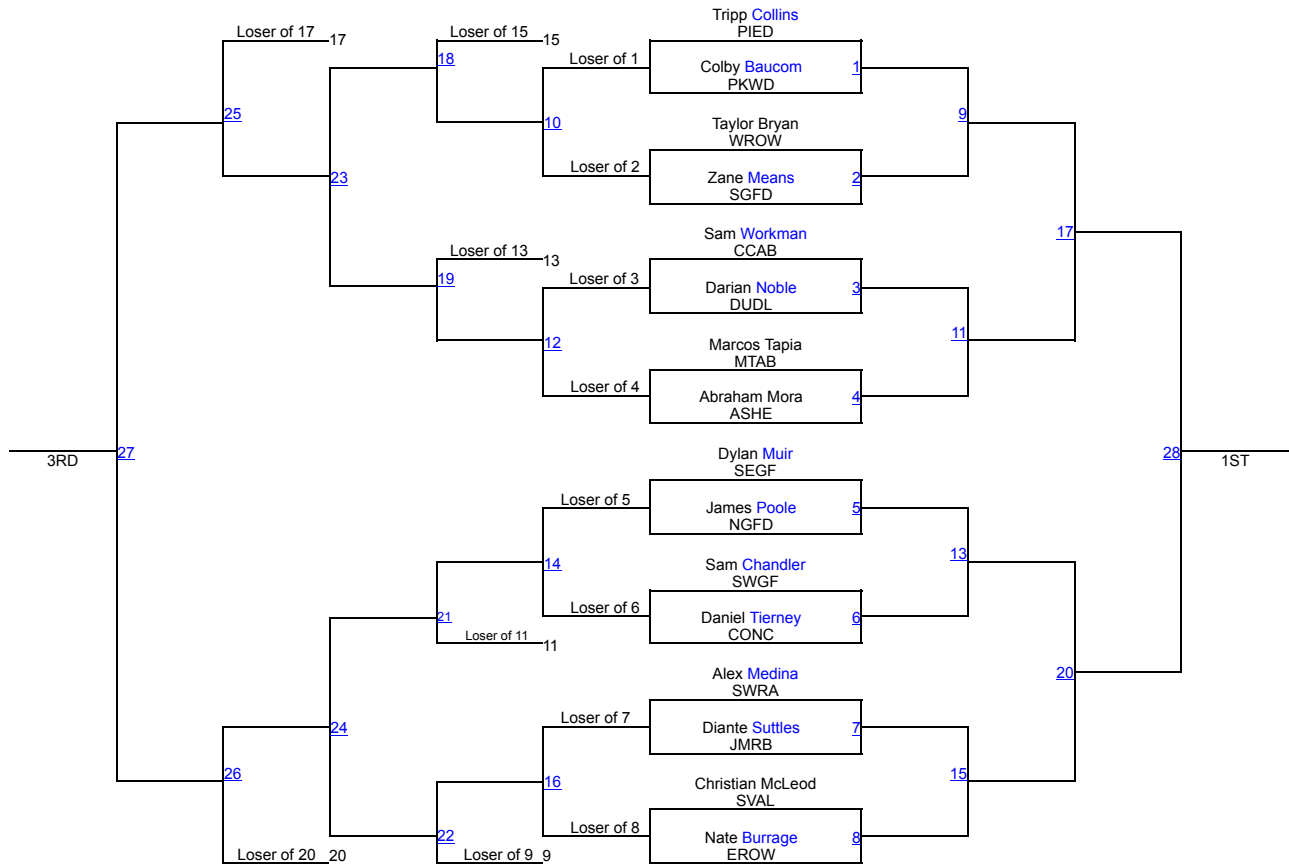 Tripp Collins
Loser of 17
17
Loser of 15
15
PIED
18
Loser of 1
Colby Baucom
1
PKWD
25
10
Taylor Bryan
9
WROW
23
Loser of 2
Zane Means
2
SGFD
Sam Workman
17
Loser of 13
13
CCAB
19
Loser of 3
Darian Noble
3
DUDL
12
Marcos Tapia
11
MTAB
Loser of 4
Abraham Mora
4
ASHE
3RD
27
Dylan Muir
28
1ST
SEGF
Loser of 5
James Poole
5
NGFD
14
Sam Chandler
13
SWGF
21
Loser of 6
Daniel Tierney
6
CONC
Loser of 11
11
Alex Medina
20
SWRA
24
Loser of 7
Diante Suttles
7
JMRB
26
16
Christian McLeod
15
SVAL
22
Loser of 8
Nate Burrage
8
EROW
Loser of 20
20
Loser of 9
9